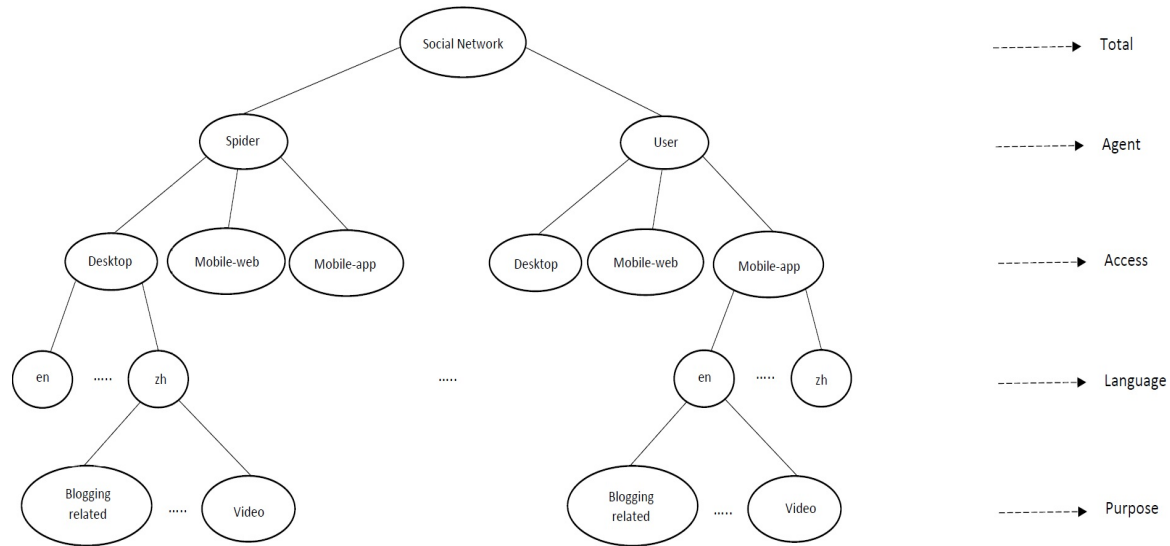 Social Network
Total
Spider
User
Agent
Desktop
Mobile-web
Mobile-app
Desktop
Mobile-web
Mobile-app
Access
en
.....
zh
.....
en
.....
zh
Language
Blogging
related
.....
Video
Blogging
related
.....
Video
Purpose